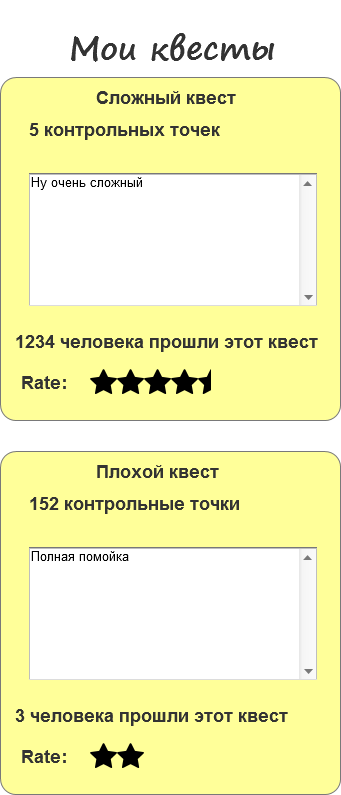 Мои квесты
Сложный квест
5 контрольных точек
Ну очень сложный
1234 человека прошли этот квест
Rate:
Плохой квест
152 контрольные точки
Полная помойка
3 человека прошли этот квест
Rate: